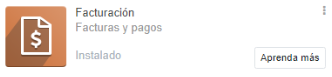 Facturación
Facturas y pagos
Instalado
Aprenda más